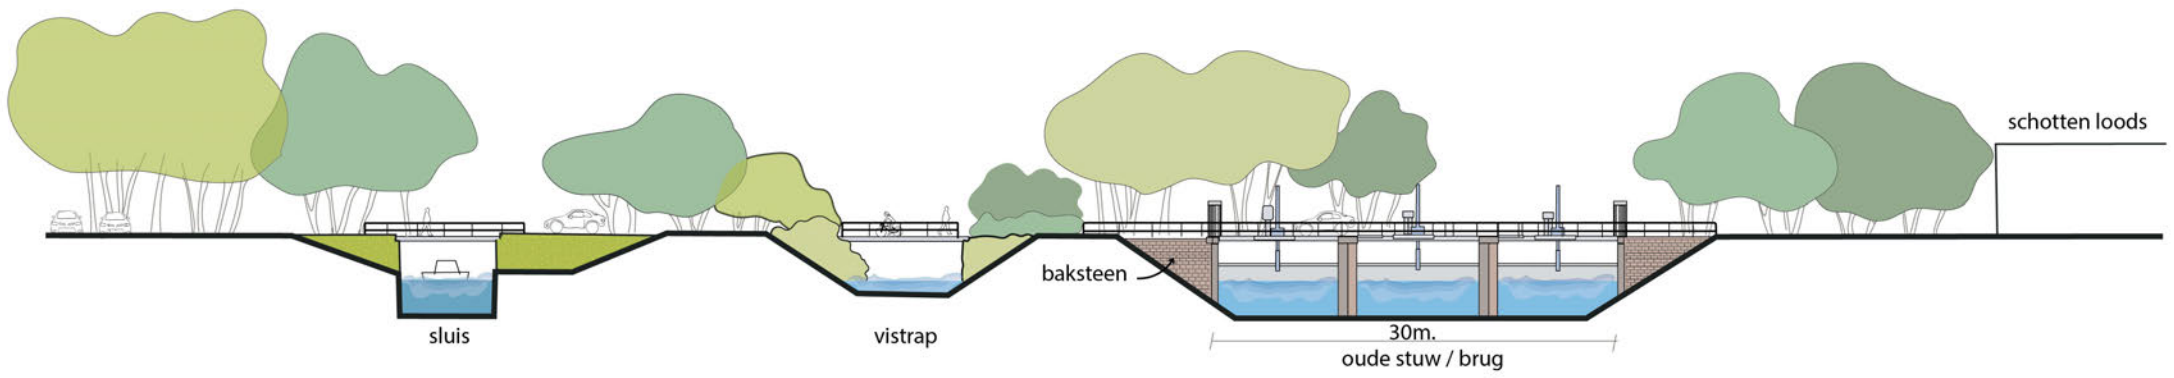 schotten loods
baksteen
sluis
vistrap
30m.
oude stuw / brug